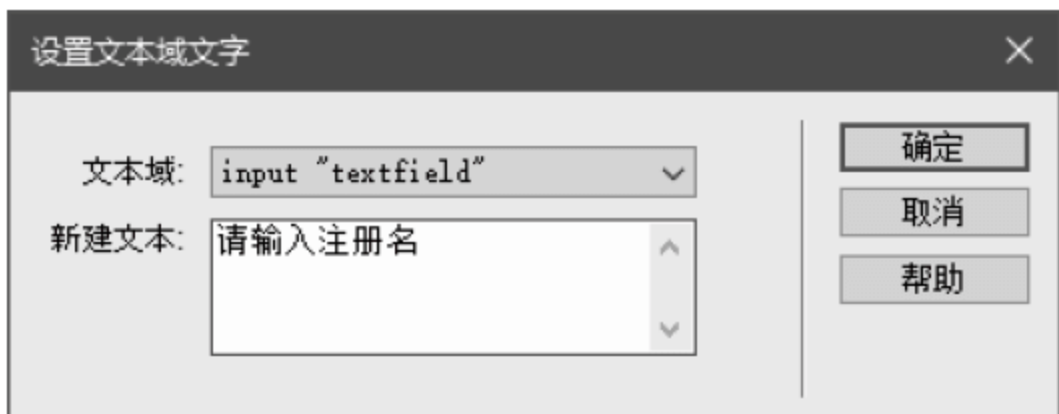 设置文本域文字
文本域: input "textfield"
新建文本: 请输入注册名
确定
取消
帮助